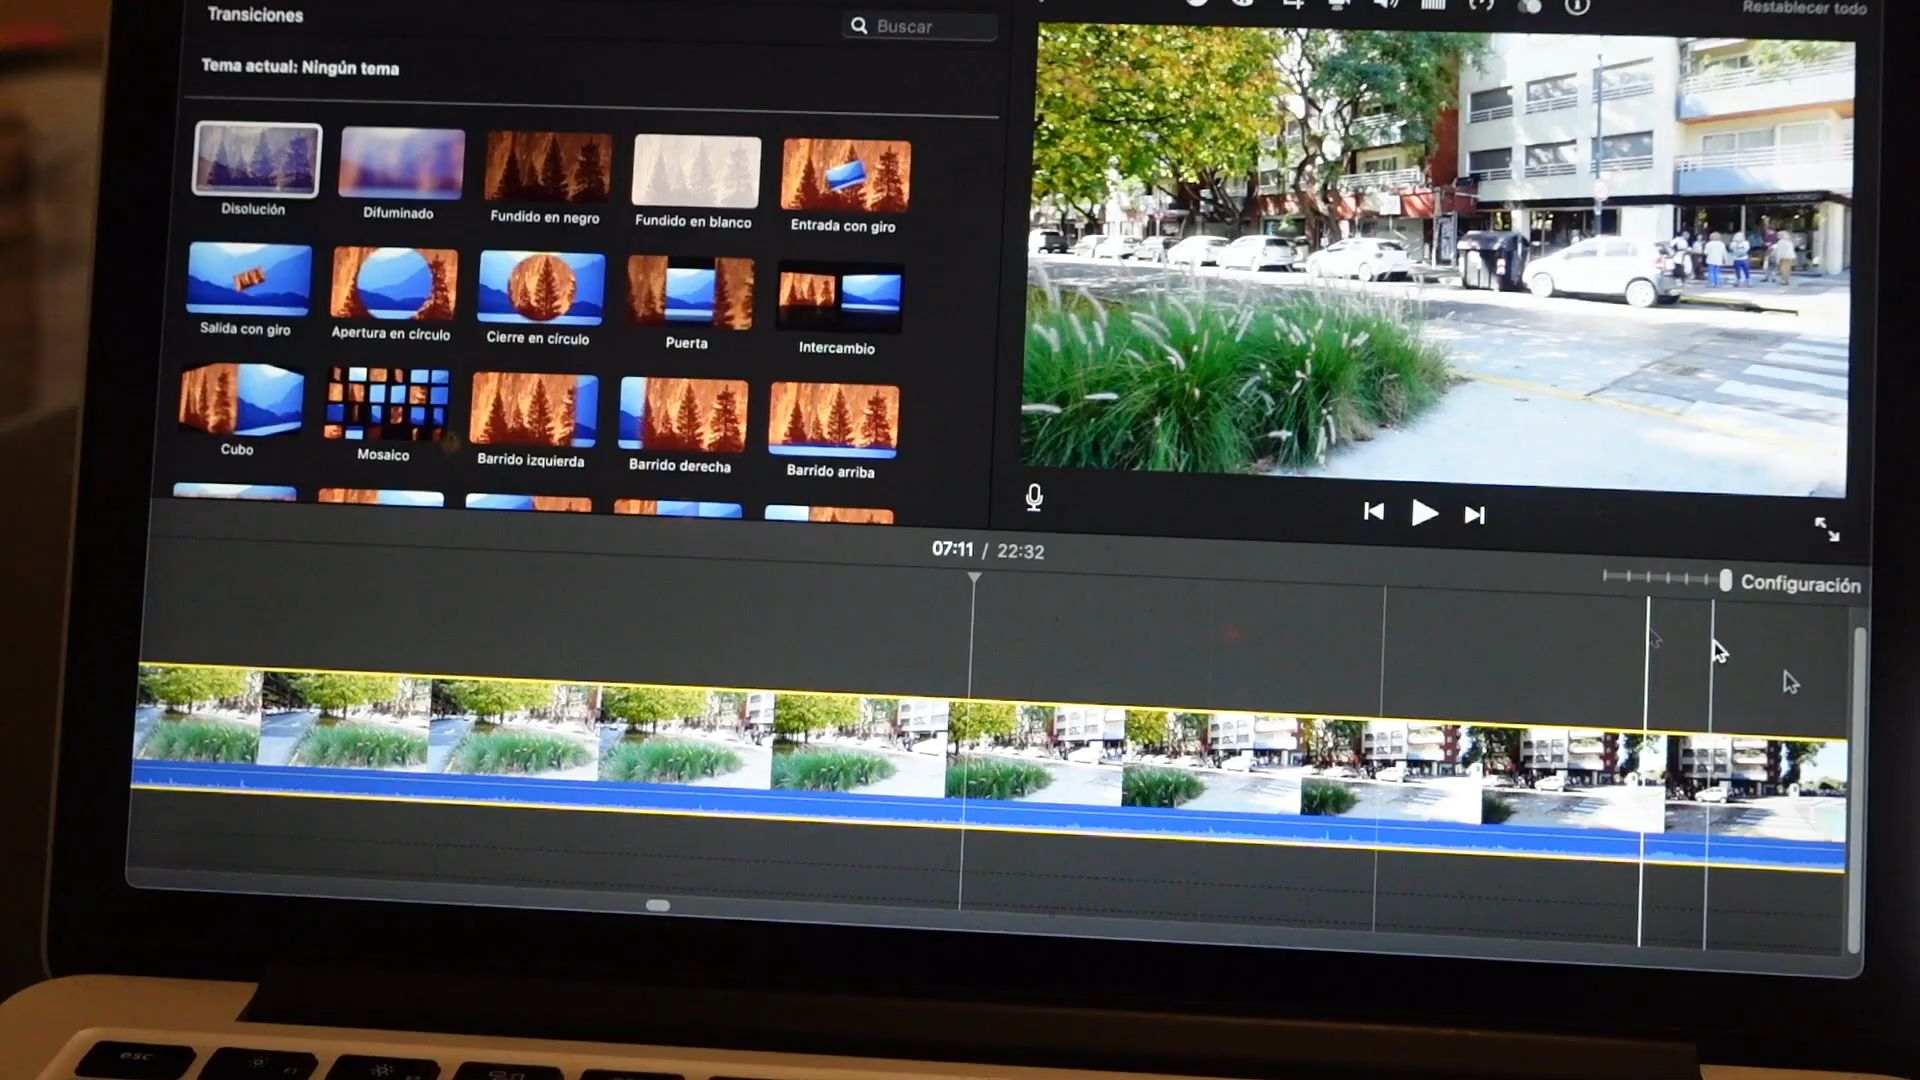 Transiciones
Buscar
Restablecer todo
Tema actual: Ningún tema
Disolución
Difuminado
Fundido en negro
Fundido en blanco
Entrada con giro
Salida con giro
Apertura en círculo
Cierre en círculo
Puerta
Intercambio
Cubo
Mosaico
Barrido izquierda
Barrido derecha
Barrido arriba
07:11 / 22:32
Configuración
esc
F1